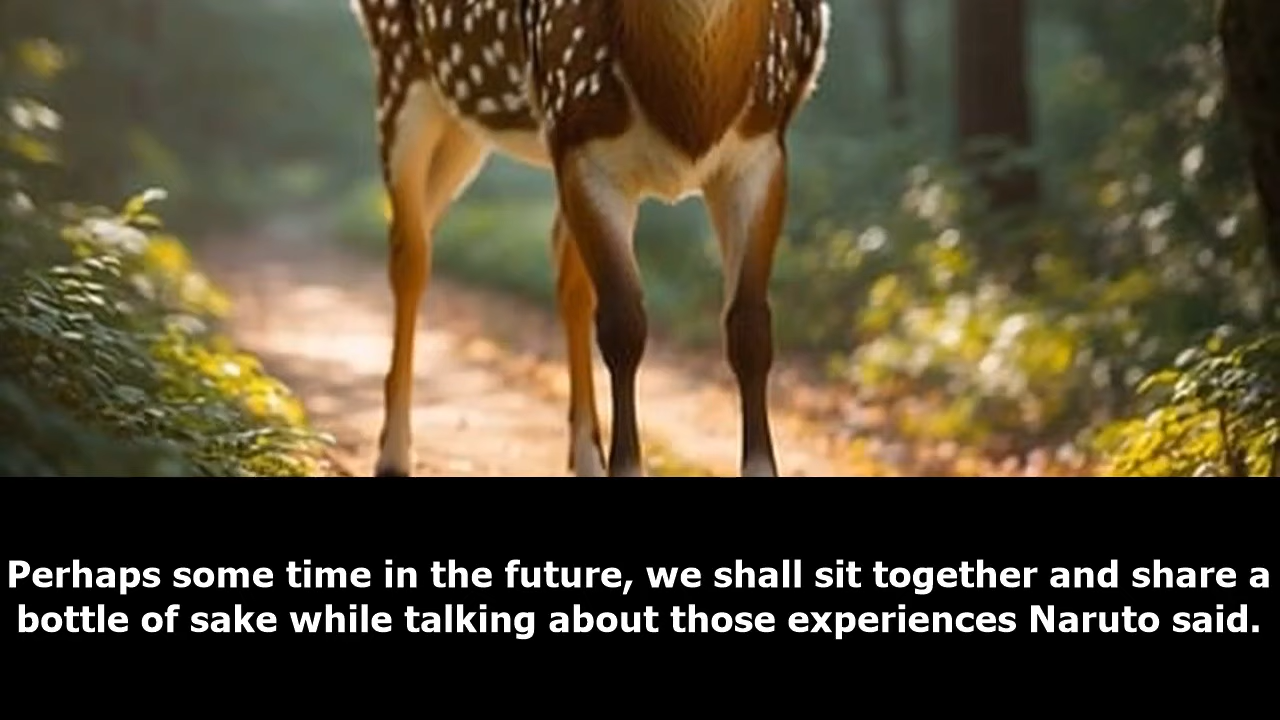 Perhaps some time in the future, we shall sit together and share a
bottle of sake while talking about those experiences Naruto said.